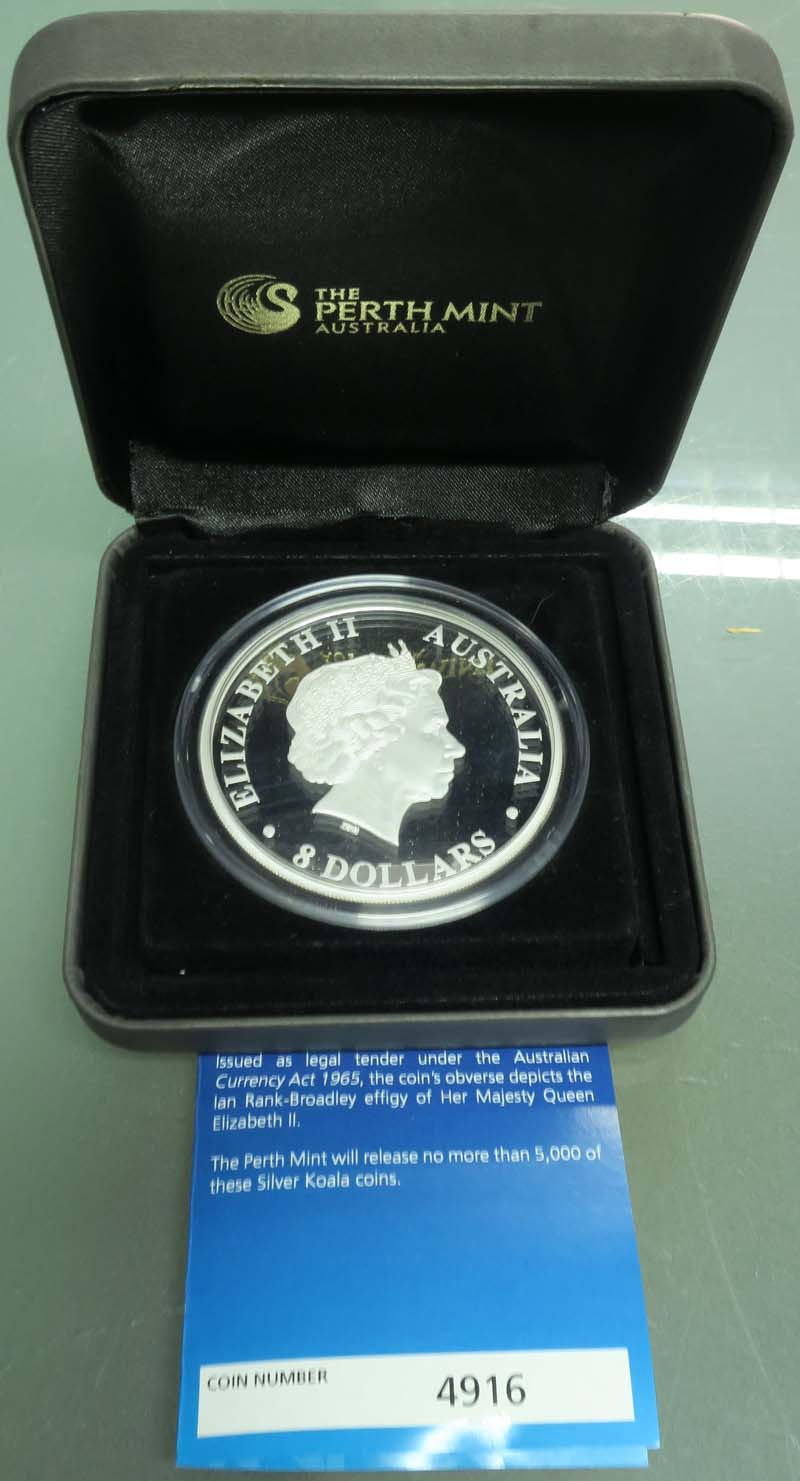 THE
PERTH MINT
AUSTRALIA
ELIZABETH II AUSTRALIA
8 DOLLARS
Issued as legal tender under the Australian
Currency Act 1965, the coin's obverse depicts the
Ian Rank-Broadley effigy of Her Majesty Queen
Elizabeth II.
The Perth Mint will release no more than 5,000 of
these Silver Koala coins.
COIN NUMBER 4916